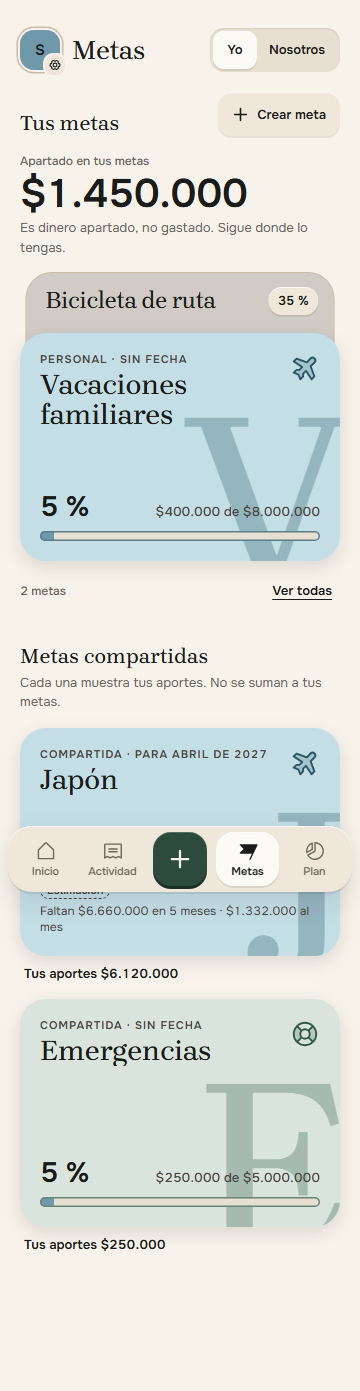 S
Metas
Yo
Nosotros
Tus metas
Crear meta
Apartado en tus metas
$1.450.000
Es dinero apartado, no gastado. Sigue donde lo
tengas.
Bicicleta de ruta
35 %
PERSONAL · SIN FECHA
Vacaciones
familiares
V
5 %
$400.000 de $8.000.000
2 metas
Ver todas
Metas compartidas
Cada una muestra tus aportes. No se suman a tus
metas.
COMPARTIDA · PARA ABRIL DE 2027
Japón
J
Inicio
Actividad
Metas
Plan
Faltan $6.660.000 en 5 meses · $1.332.000 al
mes
Tus aportes $6.120.000
COMPARTIDA · SIN FECHA
Emergencias
E
5 %
$250.000 de $5.000.000
Tus aportes $250.000